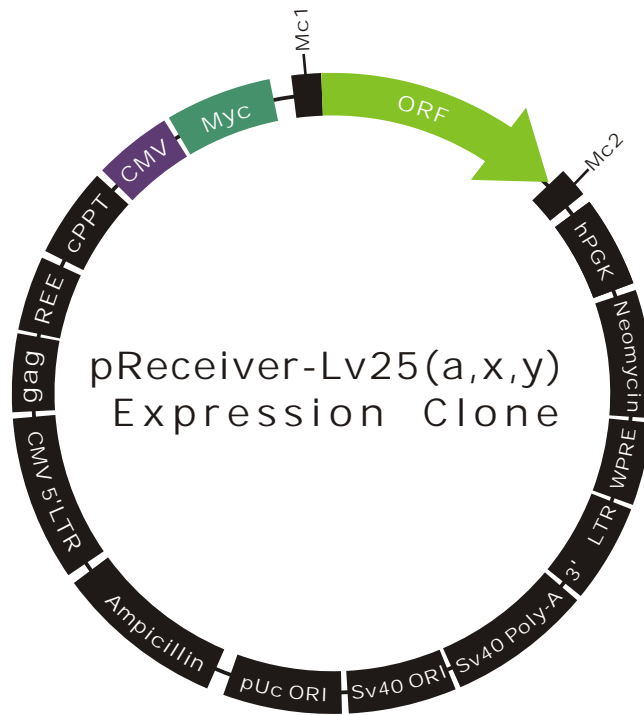 Mc1
ORF
Mc2
hPGK
Neomycin
WPRE
3' LTR
Sv40 Poly-A
Sv40 ORI
pUc ORI
Ampicillin
CMV 5'LTR
gag
REE
cPPT
CMV
Myc
pReceiver-Lv25(a,x,y)
Expression Clone